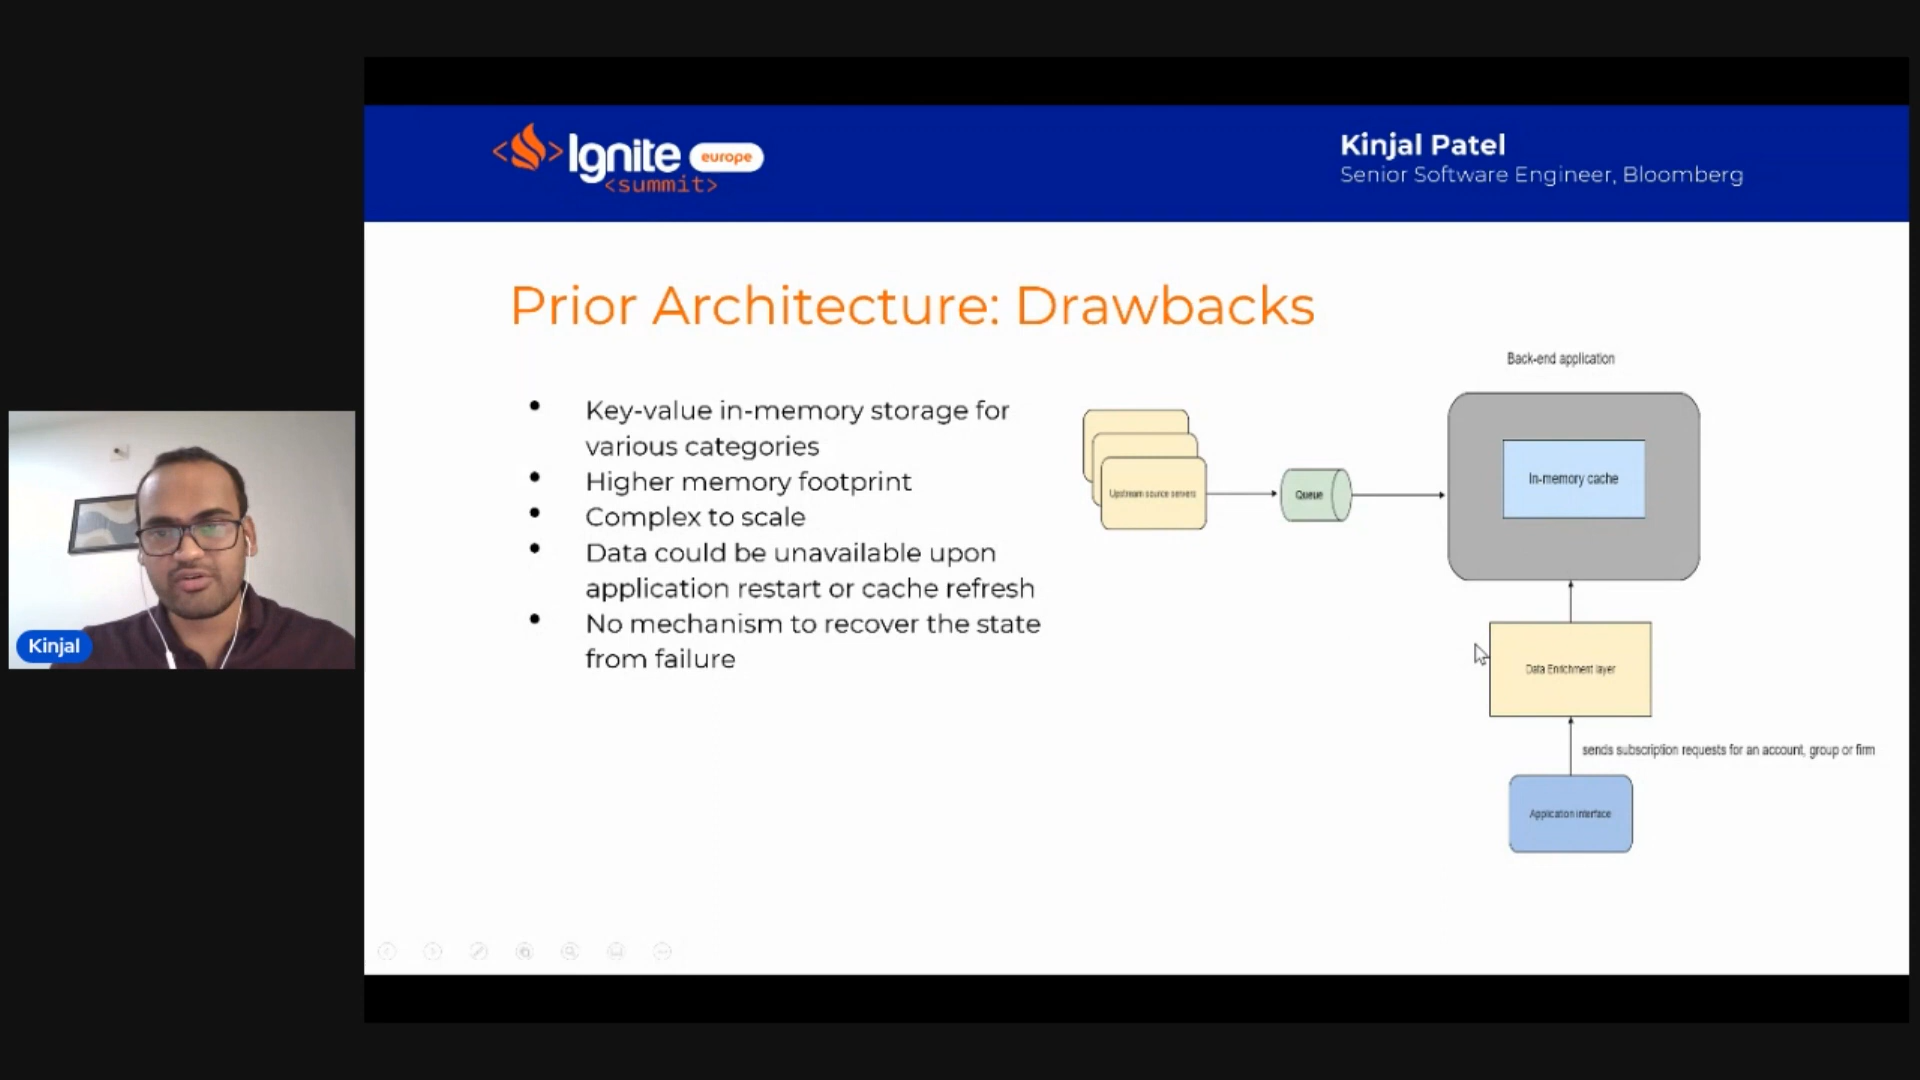 <Ignite europe
<summit>
Kinjal Patel
Senior Software Engineer, Bloomberg
Prior Architecture: Drawbacks
Key-value in-memory storage for
various categories
Higher memory footprint
Complex to scale
Data could be unavailable upon
application restart or cache refresh
No mechanism to recover the state
from failure
Back-end application
In-memory cache
Upstream source servers
Queue
Data Enrichment layer
sends subscription requests for an account, group or firm
Application interface
Kinjal